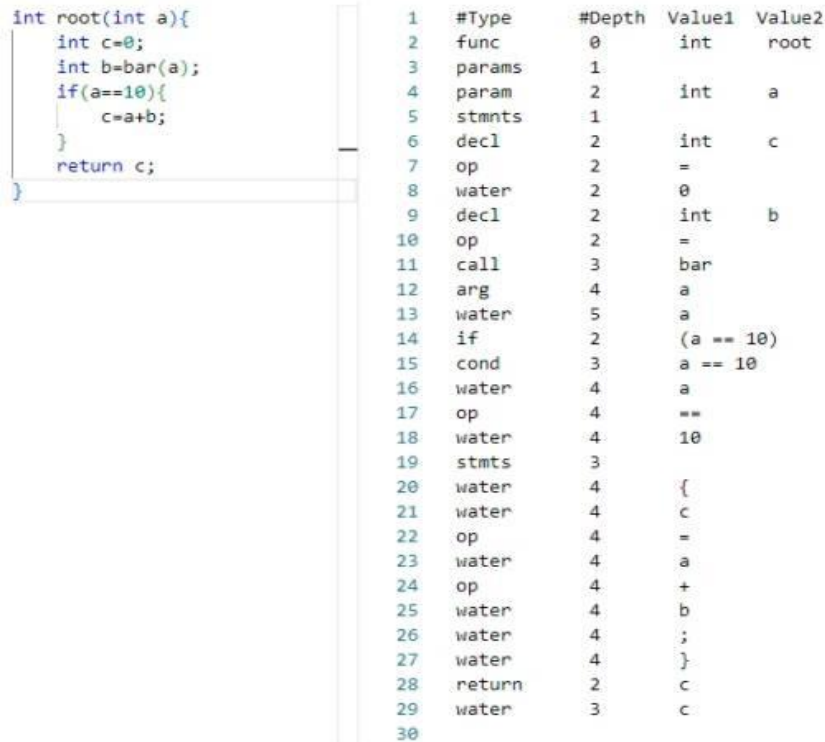 int root(int a){
    int c=0;
    int b=bar(a);
    if(a==10){
        c=a+b;
    }
    return c;
}
1 #Type #Depth Value1 Value2
2 func 0 int root
3 params 1
4 param 2 int a
5 stmnts 1
6 decl 2 int c
7 op 2 =
8 water 2 0
9 decl 2 int b
10 op 2 =
11 call 3 bar
12 arg 4 a
13 water 5 a
14 if 2 (a == 10)
15 cond 3 a == 10
16 water 4 a
17 op 4 ==
18 water 4 10
19 stmts 3
20 water 4 {
21 water 4 c
22 op 4 =
23 water 4 a
24 op 4 +
25 water 4 b
26 water 4 ;
27 water 4 }
28 return 2 c
29 water 3 c
30